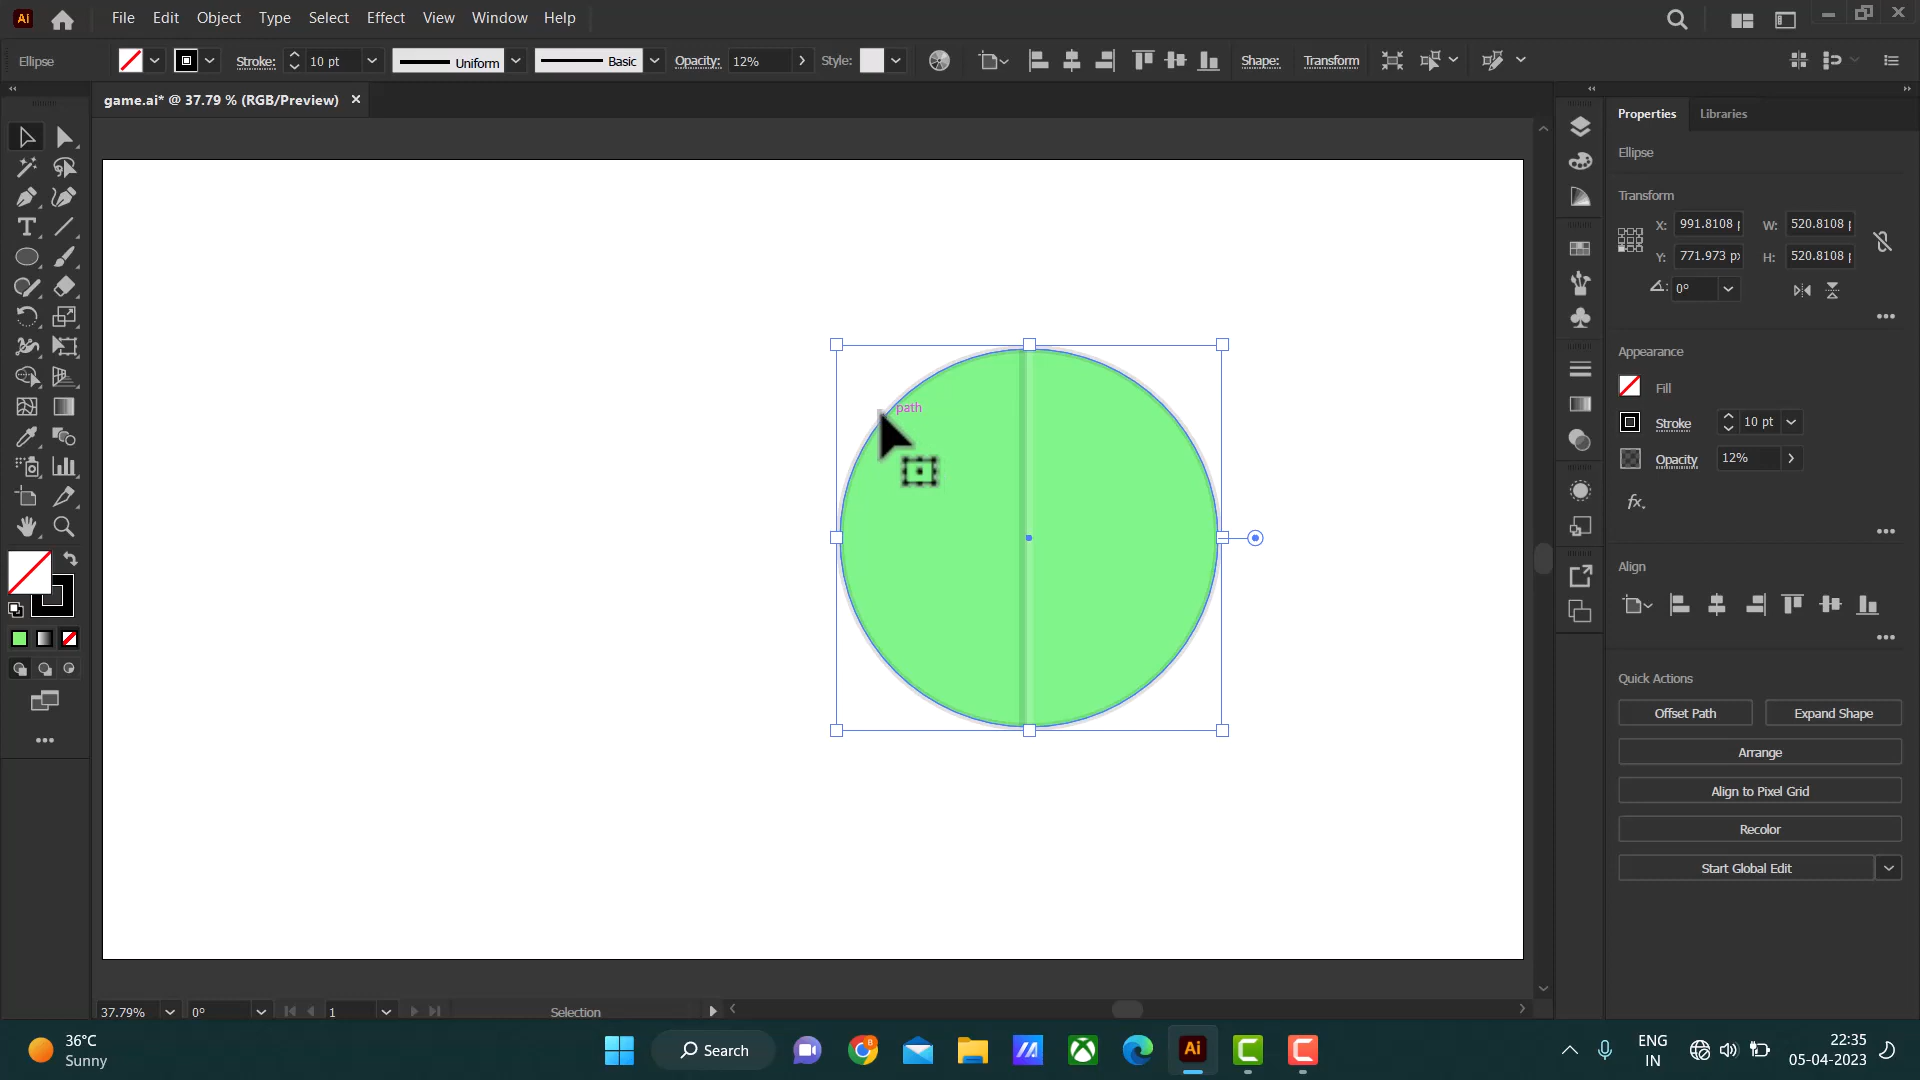 Ai File Edit Object Type Select Effect View Window Help
Ellipse Stroke: 10 pt Uniform Basic Opacity: 12% Style: Shape: Transform
game.ai* @ 37.79 % (RGB/Preview) ×
Properties Libraries
Ellipse
Transform
X: 991.8108 p W: 520.8108 p
Y: 771.973 px H: 520.8108 p
0°
Appearance
Fill
Stroke 10 pt
Opacity 12%
fx.
Align
Quick Actions
Offset Path Expand Shape
Arrange
Align to Pixel Grid
Recolor
Start Global Edit
path
37.79% 0° 1 Selection
36°C
Sunny
Search
Ai
ENG
IN
22:35
05-04-2023